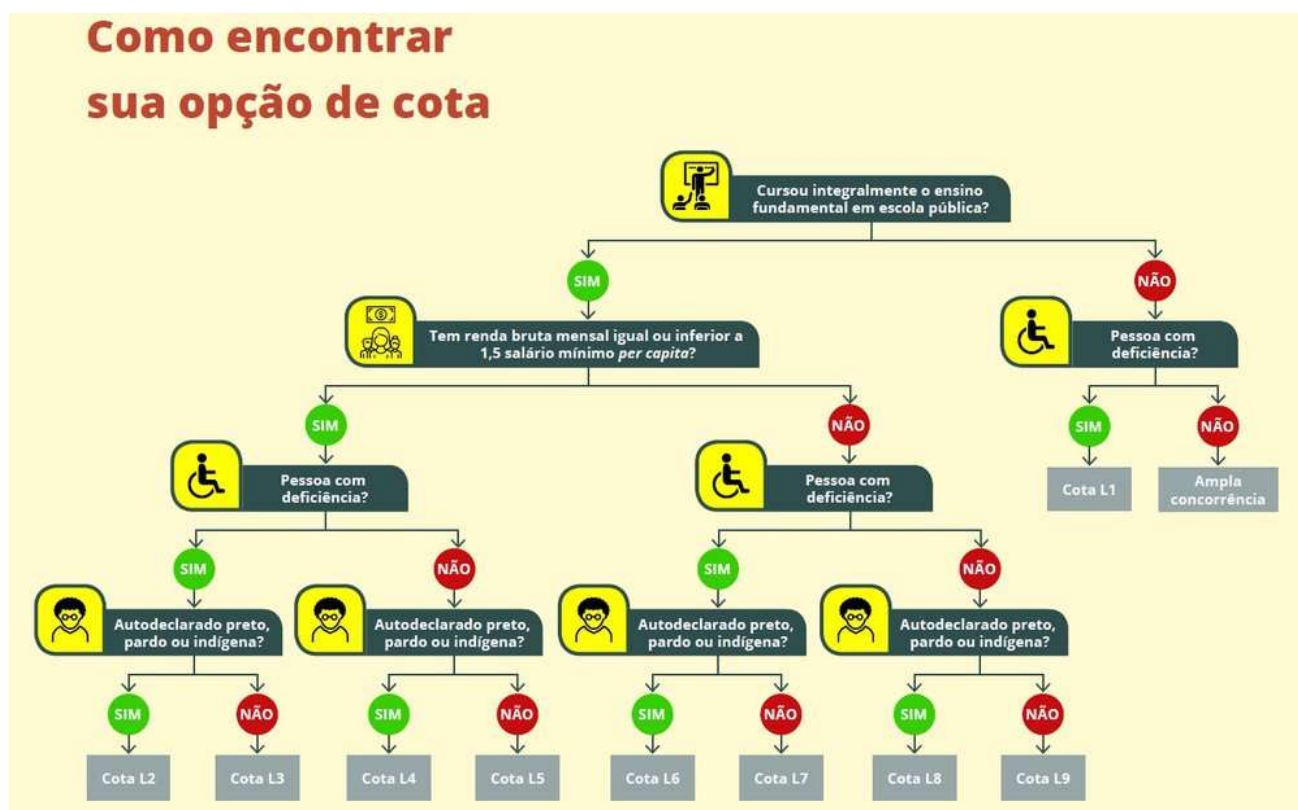 Como encontrar
sua opção de cota
Cursou integralmente o ensino
fundamental em escola pública?
SIM
NÃO
Tem renda bruta mensal igual ou inferior a
1,5 salário mínimo per capita?
Pessoa com
deficiência?
SIM
NÃO
SIM
NÃO
Pessoa com
deficiência?
Pessoa com
deficiência?
Cota L1
Ampla
concorrência
SIM
NÃO
SIM
NÃO
Autodeclarado preto,
pardo ou indígena?
Autodeclarado preto,
pardo ou indígena?
Autodeclarado preto,
pardo ou indígena?
Autodeclarado preto,
pardo ou indígena?
SIM
NÃO
SIM
NÃO
SIM
NÃO
SIM
NÃO
Cota L2
Cota L3
Cota L4
Cota L5
Cota L6
Cota L7
Cota L8
Cota L9